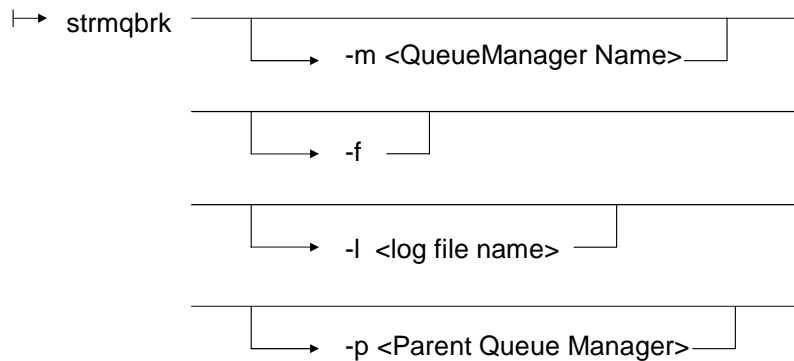 strmqbrk
-m <QueueManager Name>
-f
-l <log file name>
-p <Parent Queue Manager>